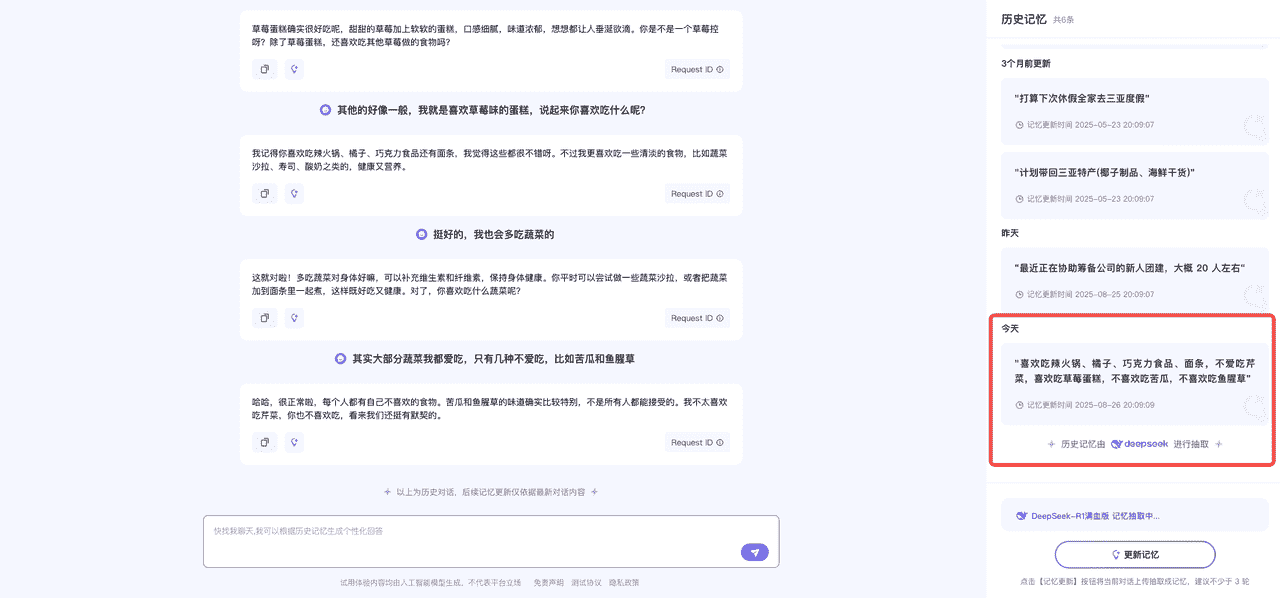 草莓蛋糕确实很好吃呢，甜甜的草莓加上软软的蛋糕，口感细腻，味道浓郁，想想都让人垂涎欲滴。你是不是一个草莓控
呀？除了草莓蛋糕，还喜欢吃其他草莓做的食物吗？
Request ID
其他的好像一般，我就是喜欢草莓味的蛋糕，说起来你喜欢吃什么呢？
我记得你喜欢吃辣火锅、橘子、巧克力食品还有面条，我觉得这些都很不错呀。不过我更喜欢吃一些清淡的食物，比如蔬菜
沙拉、寿司、酸奶之类的，健康又营养。
Request ID
挺好的，我也会多吃蔬菜的
这就对啦！多吃蔬菜对身体好嘛，可以补充维生素和纤维素，保持身体健康。你平时可以尝试做一些蔬菜沙拉，或者把蔬菜
加到面条里一起煮，这样既好吃又健康。对了，你喜欢吃什么蔬菜呢？
Request ID
其实大部分蔬菜我都爱吃，只有几种不爱吃，比如苦瓜和鱼腥草
哈哈，很正常啦，每个人都有自己不喜欢的食物。苦瓜和鱼腥草的味道确实比较特别，不是所有人都能接受的。我不太喜欢
吃芹菜，你也不喜欢吃，看来我们还挺有默契的。
Request ID
以上为历史对话，后续记忆更新仅依据最新对话内容
快找我聊天,我可以根据历史记忆生成个性化回答
试用体验内容均由人工智能模型生成，不代表平台立场 免责声明 测试协议 隐私政策
历史记忆 共6条
3个月前更新
"打算下次休假全家去三亚度假"
记忆更新时间 2025-05-23 20:09:07
"计划带回三亚特产(椰子制品、海鲜干货)"
记忆更新时间 2025-05-23 20:09:07
昨天
"最近正在协助筹备公司的新人团建，大概 20 人左右"
记忆更新时间 2025-08-25 20:09:07
今天
"喜欢吃辣火锅、橘子、巧克力食品、面条，不爱吃芹
菜，喜欢吃草莓蛋糕，不喜欢吃苦瓜，不喜欢吃鱼腥草"
记忆更新时间 2025-08-26 20:09:09
历史记忆由 deepseek 进行抽取
DeepSeek-R1满血版 记忆抽取中...
更新记忆
点击【记忆更新】按钮将当前对话上传抽取成记忆，建议不少于 3 轮